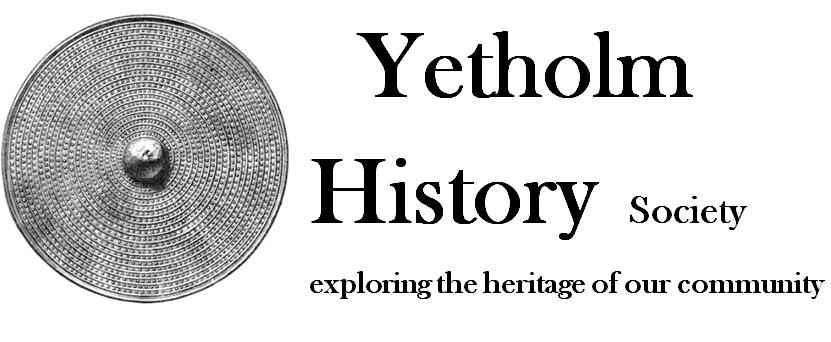 Yetholm
History Society
exploring the heritage of our community